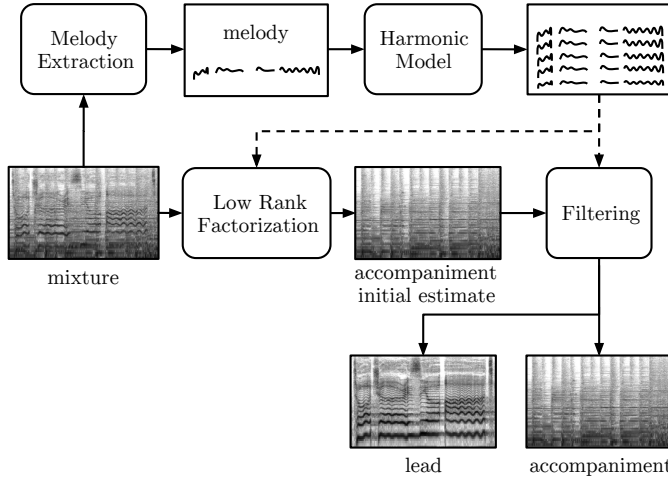 Melody
Extraction
melody
Harmonic
Model
Low Rank
Factorization
Filtering
mixture
accompaniment
initial estimate
lead
accompaniment